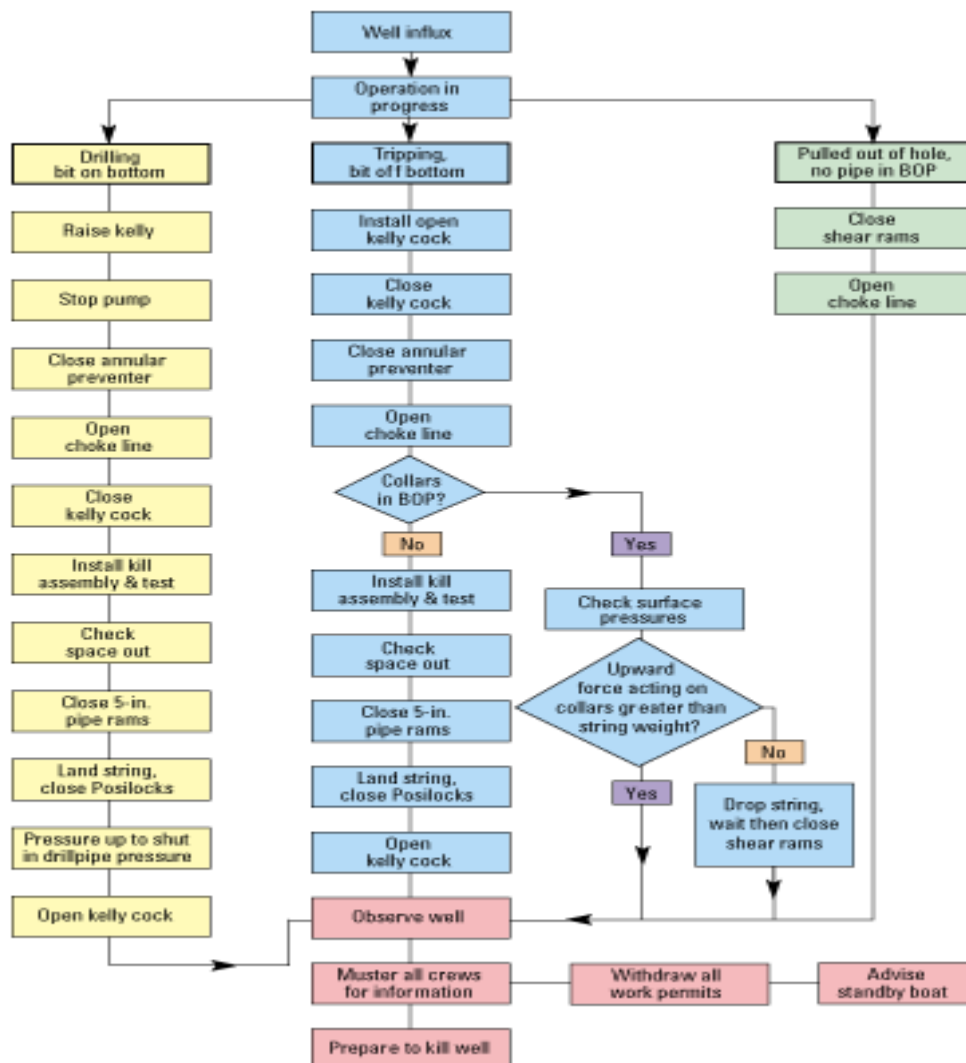 Well influx
Operation in
progress
Drilling
bit on bottom
Raise kelly
Stop pump
Close annular
preventer
Open
choke line
Close
kelly cock
Install kill
assembly & test
Check
space out
Close 5-in.
pipe rams
Land string,
close Posilocks
Pressure up to shut
in drillpipe pressure
Open kelly cock
Tripping,
bit off bottom
Install open
kelly cock
Close
kelly cock
Close annular
preventer
Open
choke line
Collars
in BOP?
No
Install kill
assembly & test
Check
space out
Close 5-in.
pipe rams
Land string,
close Posilocks
Open
kelly cock
Yes
Check surface
pressures
Upward
force acting on
collars greater than
string weight?
Yes
No
Drop string,
wait then close
shear rams
Pulled out of hole,
no pipe in BOP
Close
shear rams
Open
choke line
Observe well
Muster all crews
for information
Withdraw all
work permits
Advise
standby boat
Prepare to kill well